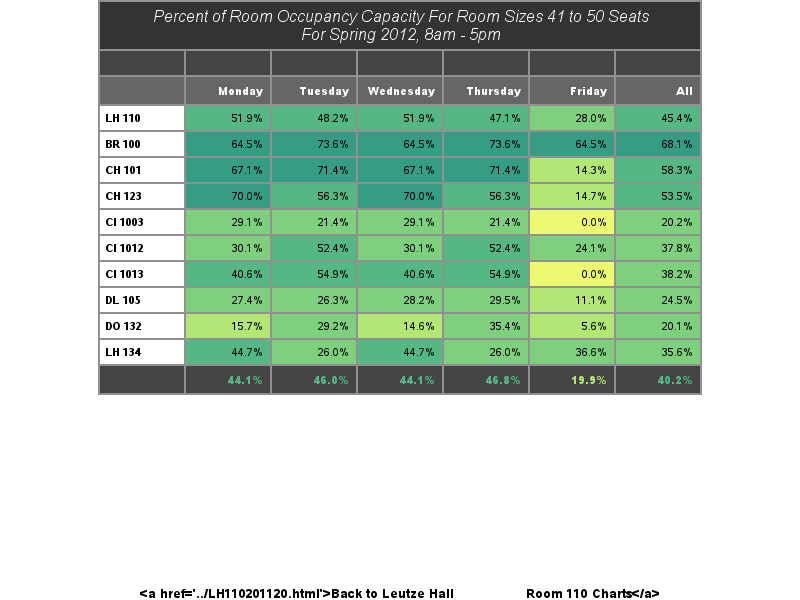 Percent of Room Occupancy Capacity For Room Sizes 41 to 50 Seats
For Spring 2012, 8am - 5pm
Monday Tuesday Wednesday Thursday Friday All
LH 110 51.9% 48.2% 51.9% 47.1% 28.0% 45.4%
BR 100 64.5% 73.6% 64.5% 73.6% 64.5% 68.1%
CH 101 67.1% 71.4% 67.1% 71.4% 14.3% 58.3%
CH 123 70.0% 56.3% 70.0% 56.3% 14.7% 53.5%
CI 1003 29.1% 21.4% 29.1% 21.4% 0.0% 20.2%
CI 1012 30.1% 52.4% 30.1% 52.4% 24.1% 37.8%
CI 1013 40.6% 54.9% 40.6% 54.9% 0.0% 38.2%
DL 105 27.4% 26.3% 28.2% 29.5% 11.1% 24.5%
DO 132 15.7% 29.2% 14.6% 35.4% 5.6% 20.1%
LH 134 44.7% 26.0% 44.7% 26.0% 36.6% 35.6%
44.1% 46.0% 44.1% 46.8% 19.9% 40.2%
<a href='../LH110201120.html'>Back to Leutze Hall Room 110 Charts</a>